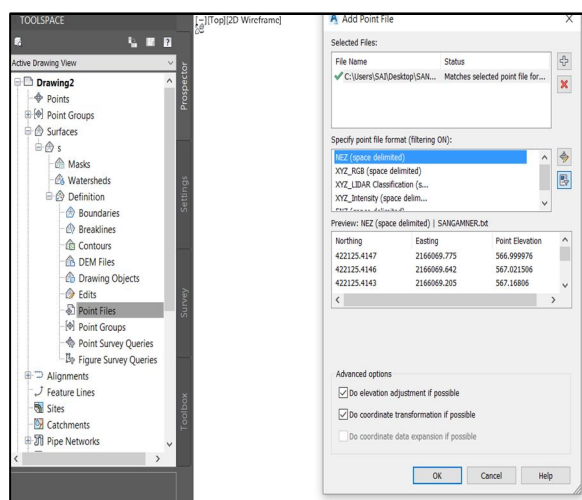 TOOLSPACE
Active Drawing View
Drawing2
Points
Point Groups
Surfaces
s
Masks
Watersheds
Definition
Boundaries
Breaklines
Contours
DEM Files
Drawing Objects
Edits
Point Files
Point Groups
Point Survey Queries
Figure Survey Queries
Alignments
Feature Lines
Sites
Catchments
Pipe Networks
Prospector
Settings
Survey
Toolbox
[–][Top][2D Wireframe]
Add Point File
Selected Files:
File Name Status
C:\Users\SAI\Desktop\SAN... Matches selected point file for...
Specify point file format (filtering ON):
NEZ (space delimited)
XYZ_RGB (space delimited)
XYZ_LIDAR Classification (s...
XYZ_Intensity (space delim...
ENZ (space delimited)
Preview: NEZ (space delimited) | SANGAMNER.txt
Northing Easting Point Elevation
422125.4147 2166069.775 566.999976
422125.4146 2166069.642 567.021506
422125.4143 2166069.205 567.16806
Advanced options
Do elevation adjustment if possible
Do coordinate transformation if possible
Do coordinate data expansion if possible
OK Cancel Help